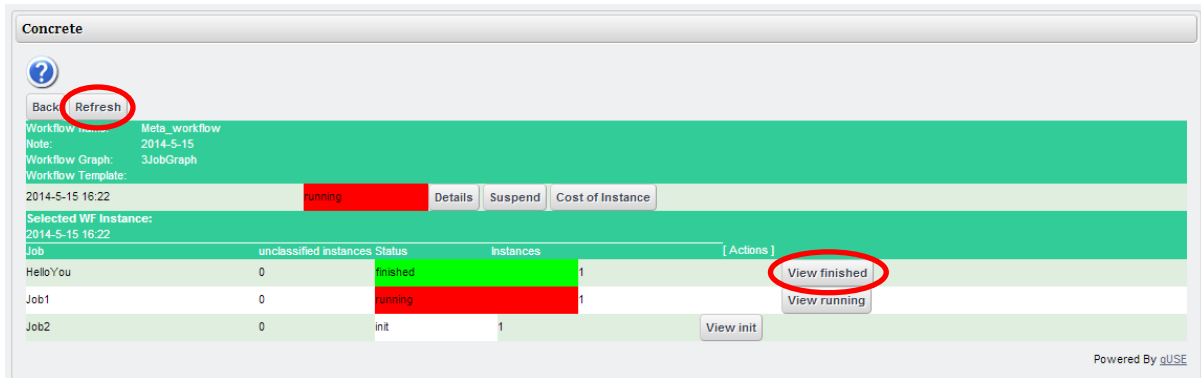 Concrete
?
Back Refresh
Workflow name: Meta_workflow
Note: 2014-5-15
Workflow Graph: 3JobGraph
Workflow Template:
2014-5-15 16:22 running Details Suspend Cost of Instance
Selected WF Instance:
2014-5-15 16:22
Job unclassified instances Status Instances [ Actions ]
HelloYou 0 finished 1 View finished
Job1 0 running 1 View running
Job2 0 init 1 View init
Powered By gUSE